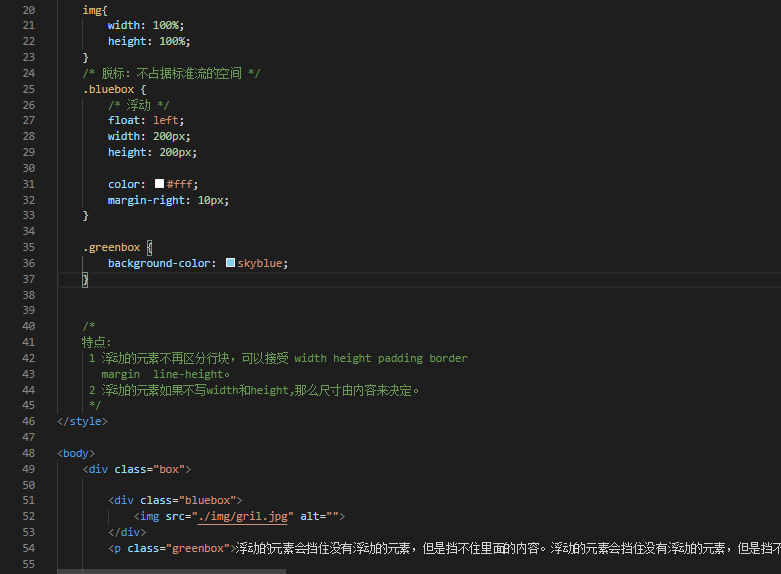 20 img{
21 width: 100%;
22 height: 100%;
23 }
24 /* 脱标: 不占据标准流的空间 */
25 .bluebox {
26 /* 浮动 */
27 float: left;
28 width: 200px;
29 height: 200px;
30
31 color: #fff;
32 margin-right: 10px;
33 }
34
35 .greenbox {
36 background-color: skyblue;
37 }
38
39
40 /*
41 特点:
42 1 浮动的元素不再区分行块，可以接受 width height padding border
43 margin  line-height。
44 2 浮动的元素如果不写width和height,那么尺寸由内容来决定。
45 */
46 </style>
47
48 <body>
49 <div class="box">
50
51 <div class="bluebox">
52 <img src="./img/gril.jpg" alt="">
53 </div>
54 <p class="greenbox">浮动的元素会挡住没有浮动的元素，但是挡不住里面的内容。浮动的元素会挡住没有浮动的元素，但是挡不
55